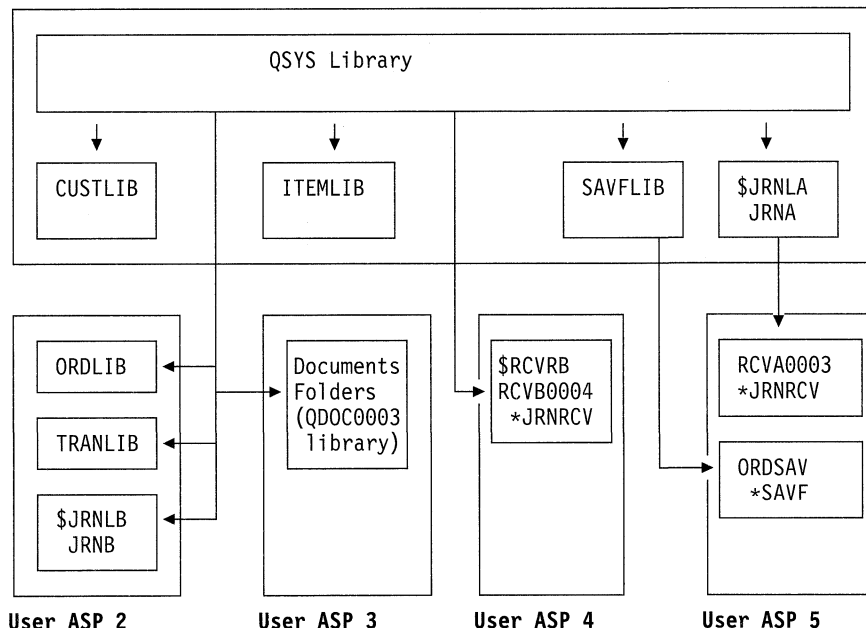 QSYS Library
CUSTLIB
ITEMLIB
SAVFLIB
$JRNLA
JRNA
ORDLIB
TRANLIB
$JRNLB
JRNB
Documents
Folders
(QDOC0003
library)
$RCVRB
RCVB0004
*JRNRCV
RCVA0003
*JRNRCV
ORDSAV
*SAVF
User ASP 2
User ASP 3
User ASP 4
User ASP 5